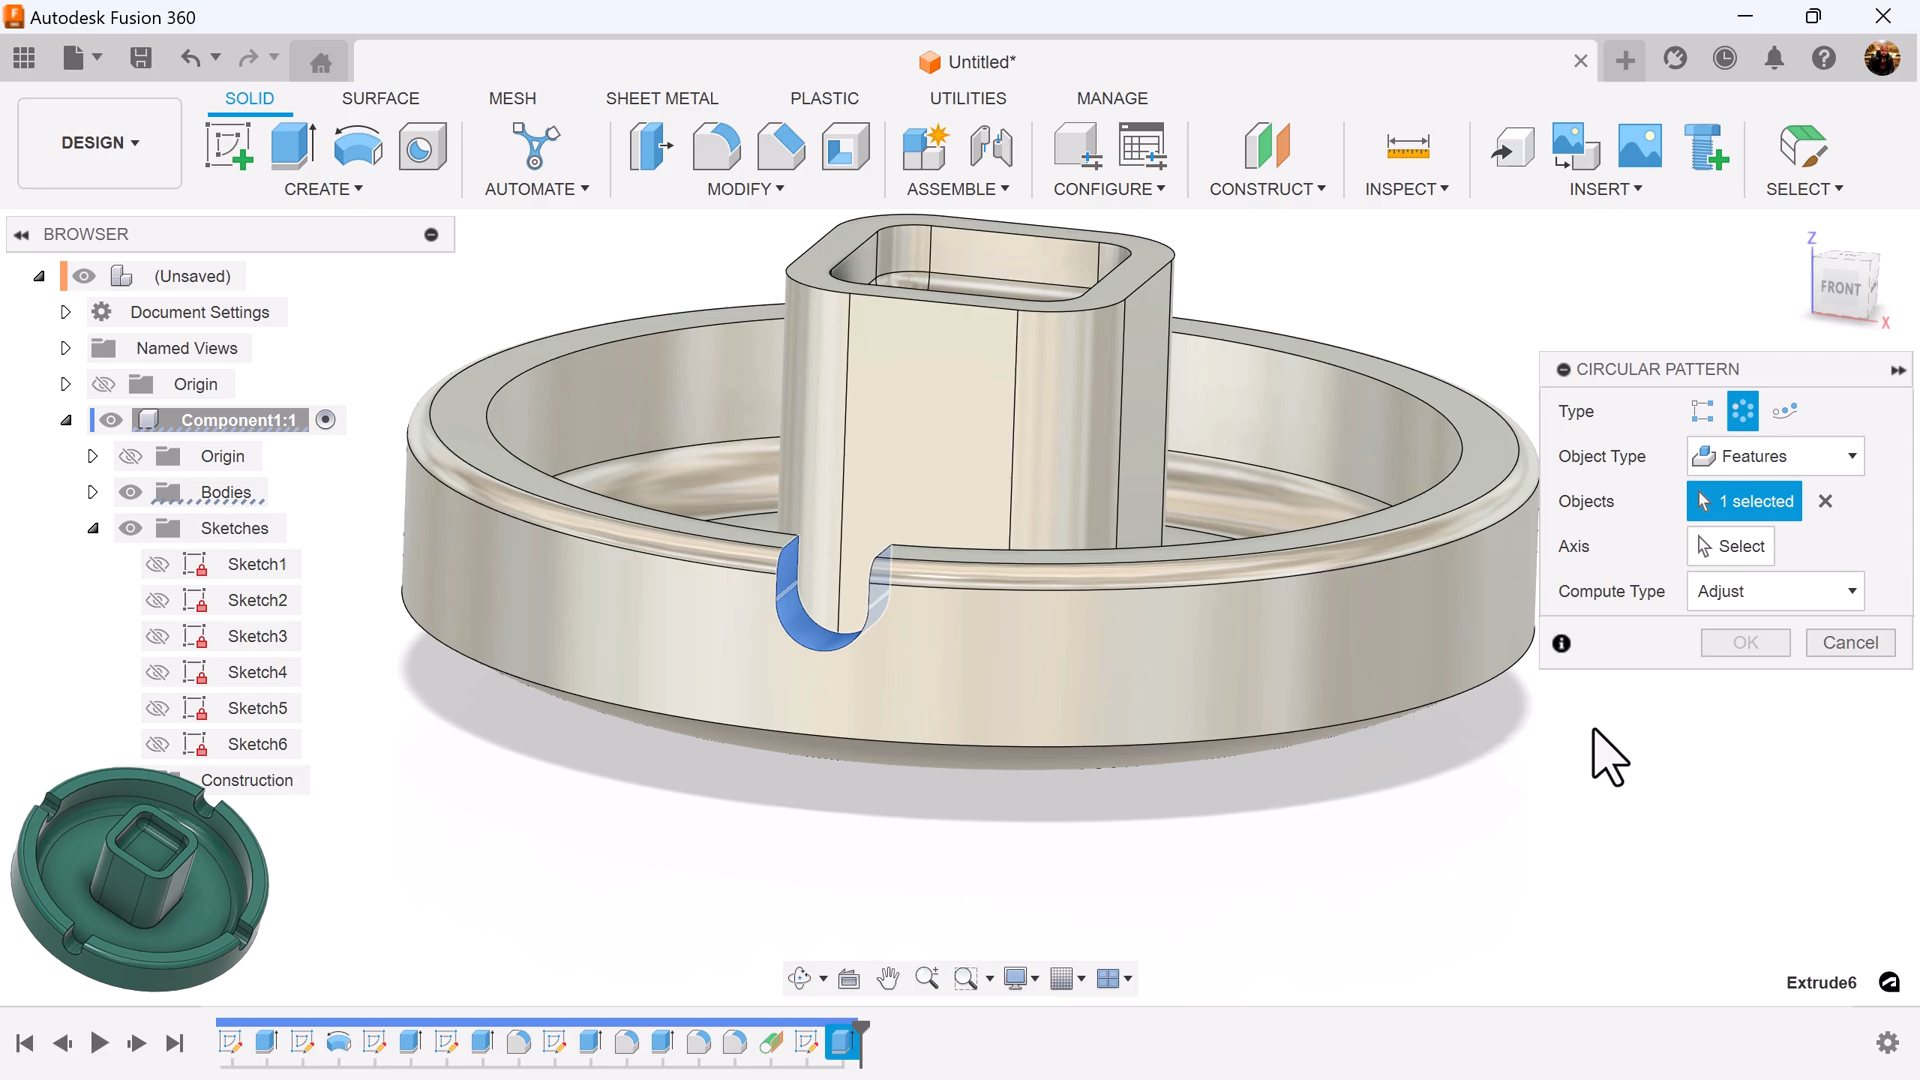 Autodesk Fusion 360
Untitled*
SOLID SURFACE MESH SHEET METAL PLASTIC UTILITIES MANAGE
DESIGN
CREATE AUTOMATE MODIFY ASSEMBLE CONFIGURE CONSTRUCT INSPECT INSERT SELECT
BROWSER
(Unsaved)
Document Settings
Named Views
Origin
Component1:1
Origin
Bodies
Sketches
Sketch1
Sketch2
Sketch3
Sketch4
Sketch5
Sketch6
Construction
Z
FRONT
X
CIRCULAR PATTERN
Type
Object Type Features
Objects 1 selected
Axis Select
Compute Type Adjust
OK Cancel
Extrude6